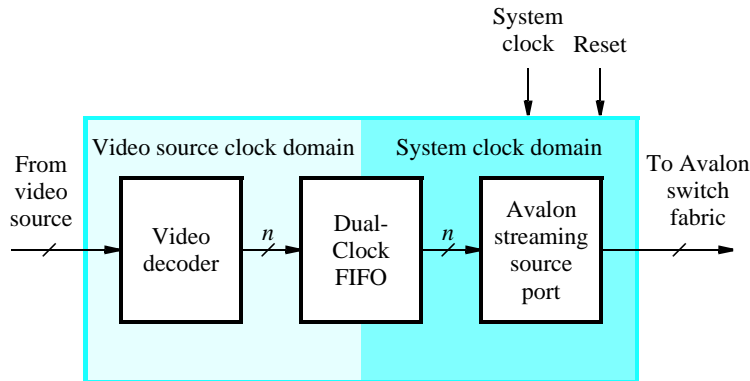 System
clock
Reset
Video source clock domain
System clock domain
From
video
source
To Avalon
switch
fabric
Video
decoder
n
Dual-
Clock
FIFO
n
Avalon
streaming
source
port